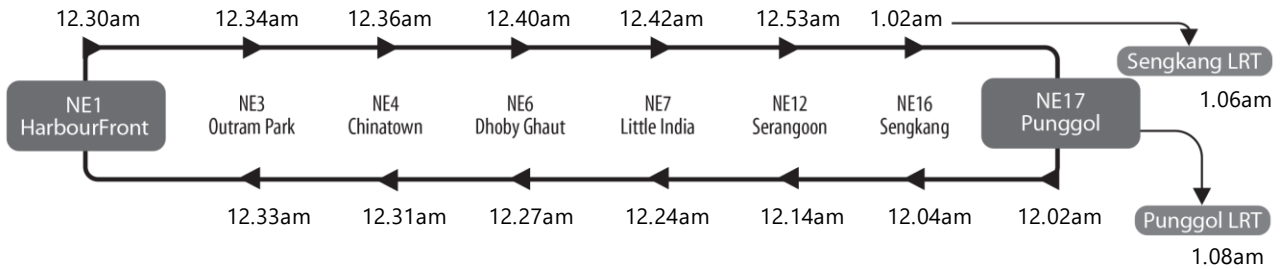 12.30am 12.34am 12.36am 12.40am 12.42am 12.53am 1.02am
Sengkang LRT
1.06am
NE1
HarbourFront
NE3
Outram Park
NE4
Chinatown
NE6
Dhoby Ghaut
NE7
Little India
NE12
Serangoon
NE16
Sengkang
NE17
Punggol
12.33am 12.31am 12.27am 12.24am 12.14am 12.04am 12.02am
Punggol LRT
1.08am